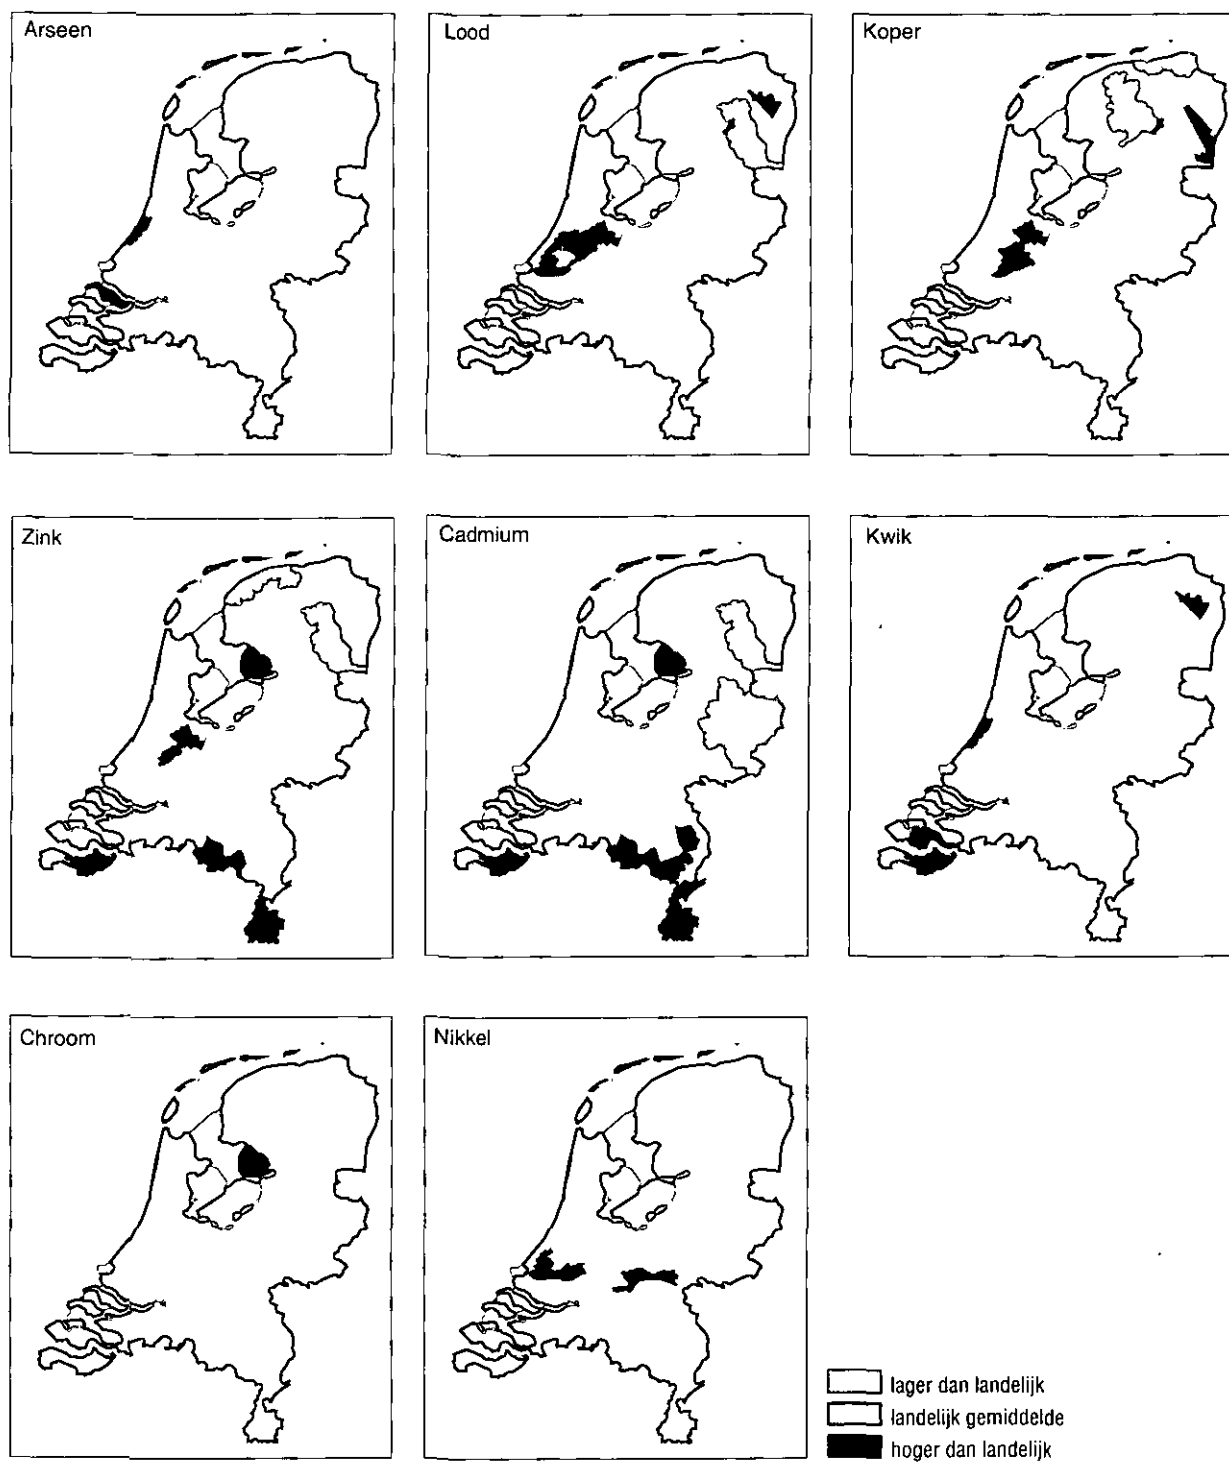 Arseen
Lood
Koper
Zink
Cadmium
Kwik
Chroom
Nikkel
lager dan landelijk
landelijk gemiddelde
hoger dan landelijk